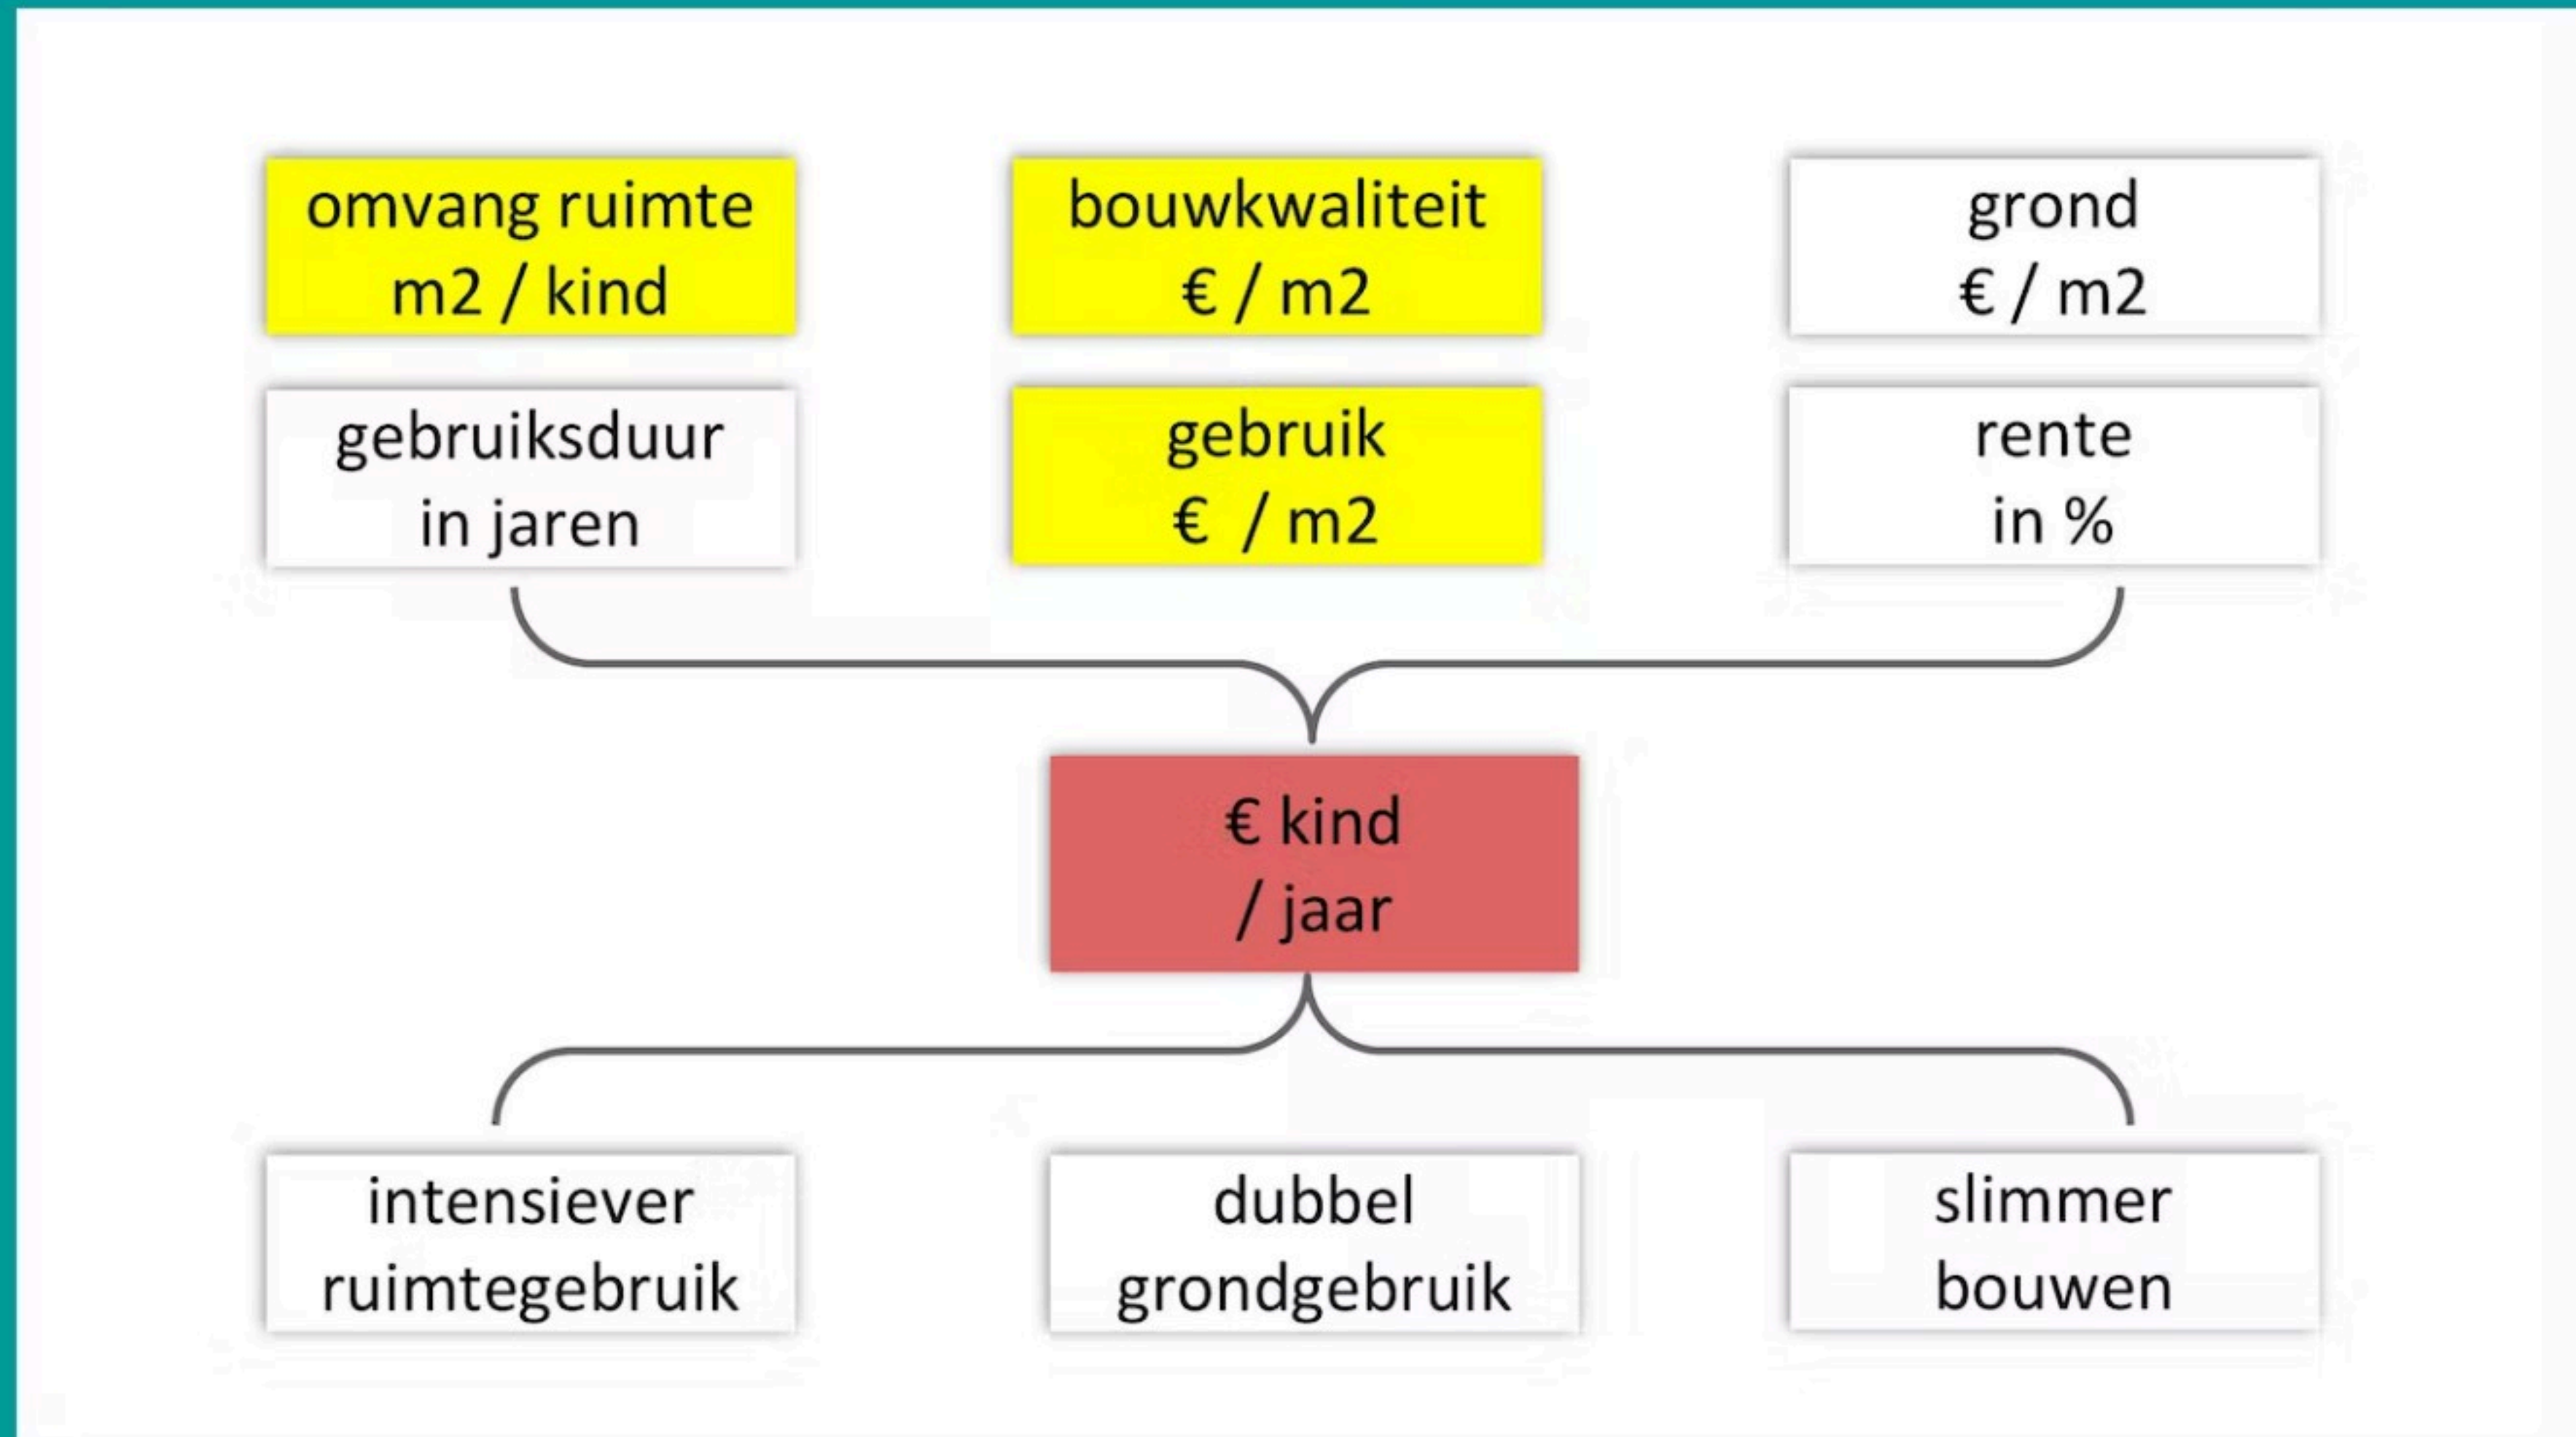 omvang ruimte
m2 / kind
bouwkwaliteit
€ / m2
grond
€ / m2
gebruiksduur
in jaren
gebruik
€  / m2
rente
in %
€ kind
/ jaar
intensiever
ruimtegebruik
dubbel
grondgebruik
slimmer
bouwen